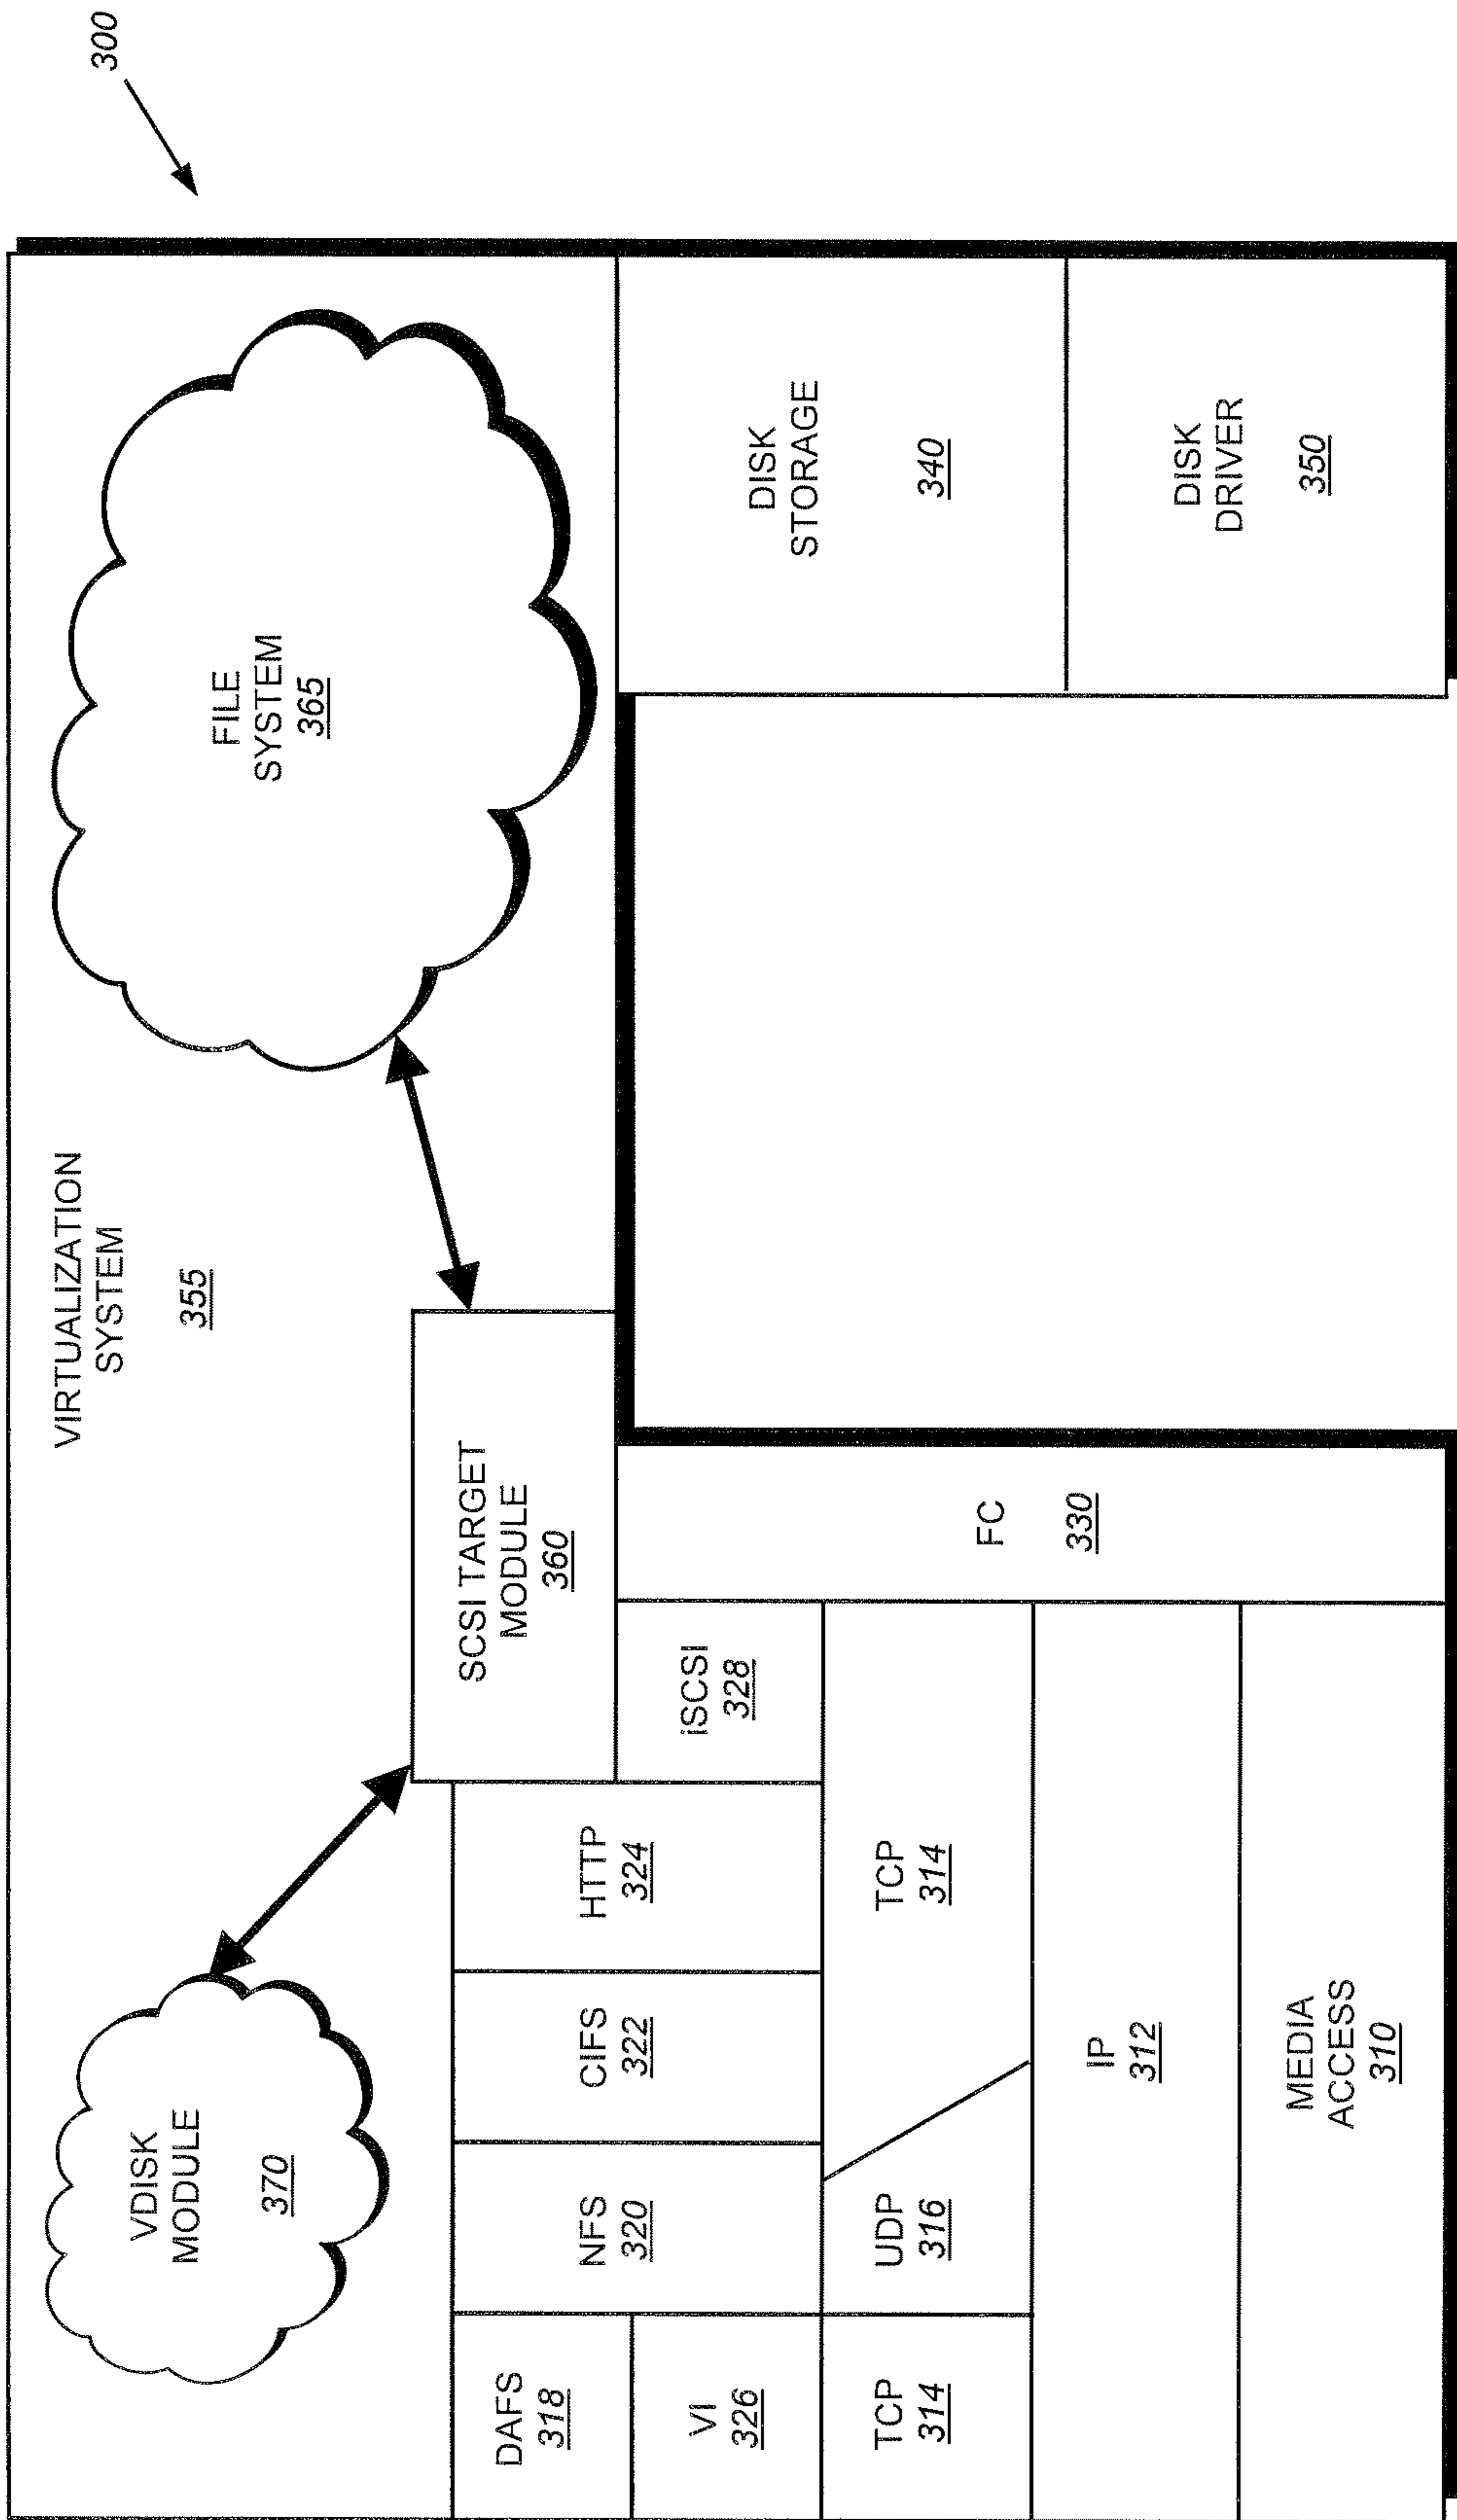 300
VIRTUALIZATION
SYSTEM
355
VDISK
MODULE
370
FILE
SYSTEM
365
SCSI TARGET
MODULE
360
DAFS
318
VI
326
NFS
320
CIFS
322
HTTP
324
iSCSI
328
TCP
314
UDP
316
TCP
314
IP
312
MEDIA
ACCESS
310
FC
330
DISK
STORAGE
340
DISK
DRIVER
350